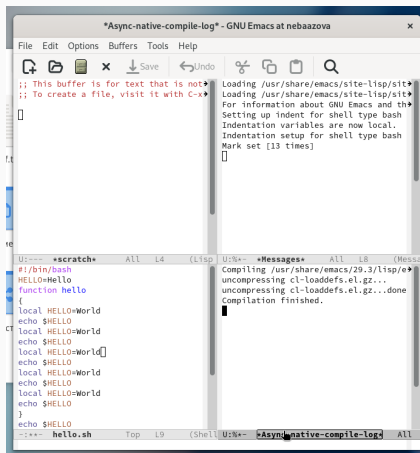 *Async-native-compile-log* - GNU Emacs at nebaazova
File Edit Options Buffers Tools Help
Save Undo
;; This buffer is for text that is not
;; To create a file, visit it with C-x
U:--- *scratch* All L4 (Lisp
Loading /usr/share/emacs/site-lisp/sit
Loading /usr/share/emacs/site-lisp/sit
For information about GNU Emacs and th
Setting up indent for shell type bash
Indentation variables are now local.
Indentation setup for shell type bash
Mark set [13 times]
U:%*- *Messages* All L8 (Messa
#!/bin/bash
HELLO=Hello
function hello
{
local HELLO=World
echo $HELLO
local HELLO=World
echo $HELLO
local HELLO=World
echo $HELLO
local HELLO=World
echo $HELLO
local HELLO=World
echo $HELLO
}
echo $HELLO
-:**- hello.sh Top L9 (Shell
Compiling /usr/share/emacs/29.3/lisp/e
uncompressing cl-loaddefs.el.gz...
uncompressing cl-loaddefs.el.gz...done
Compilation finished.
U:%*- *Async-native-compile-log* All